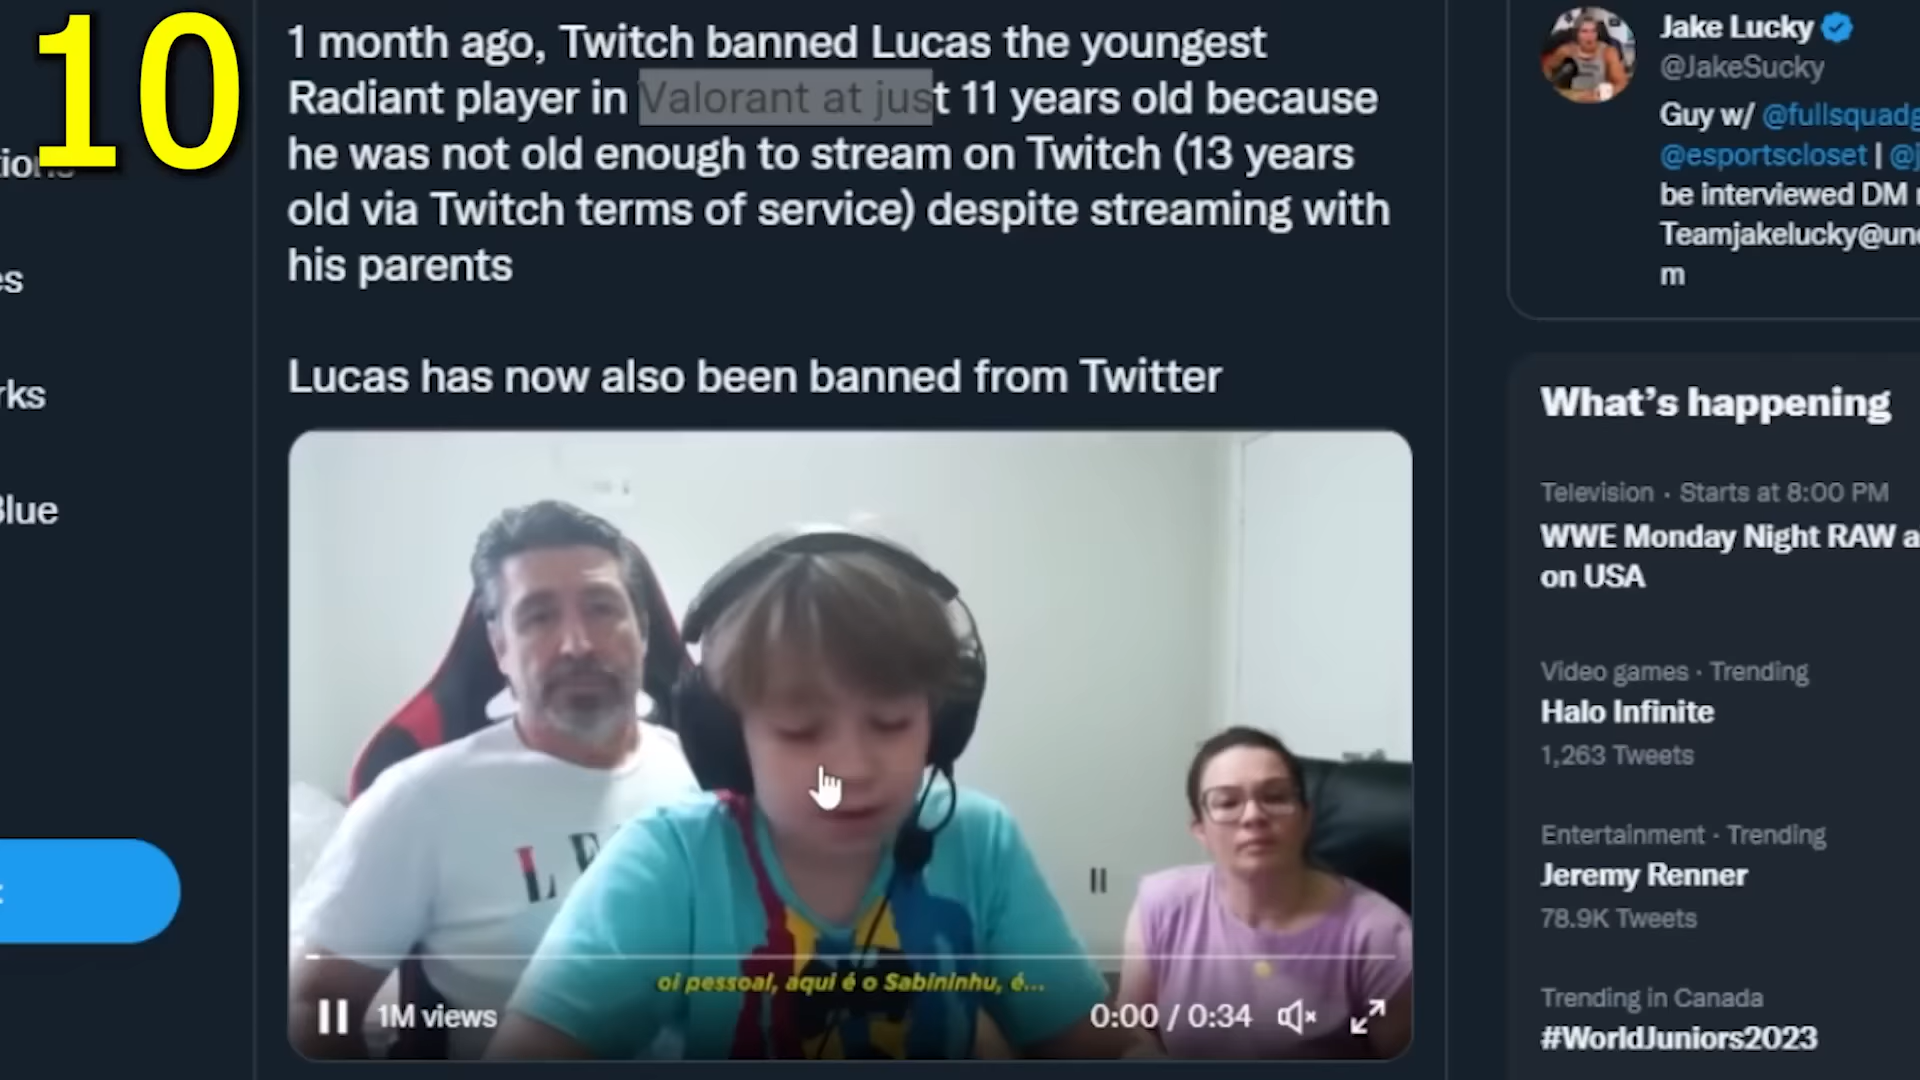 10
1 month ago, Twitch banned Lucas the youngest
Radiant player in Valorant at just 11 years old because
he was not old enough to stream on Twitch (13 years
old via Twitch terms of service) despite streaming with
his parents
Lucas has now also been banned from Twitter
oi pessoal, aqui é o Sabininhu, é...
1M views
0:00 / 0:34
Jake Lucky
@JakeSucky
Guy w/ @fullsquadg
@esportscloset | @j
be interviewed DM
Teamjakelucky@un
m
What's happening
Television · Starts at 8:00 PM
WWE Monday Night RAW a
on USA
Video games · Trending
Halo Infinite
1,263 Tweets
Entertainment · Trending
Jeremy Renner
78.9K Tweets
Trending in Canada
#WorldJuniors2023
es
rks
Blue